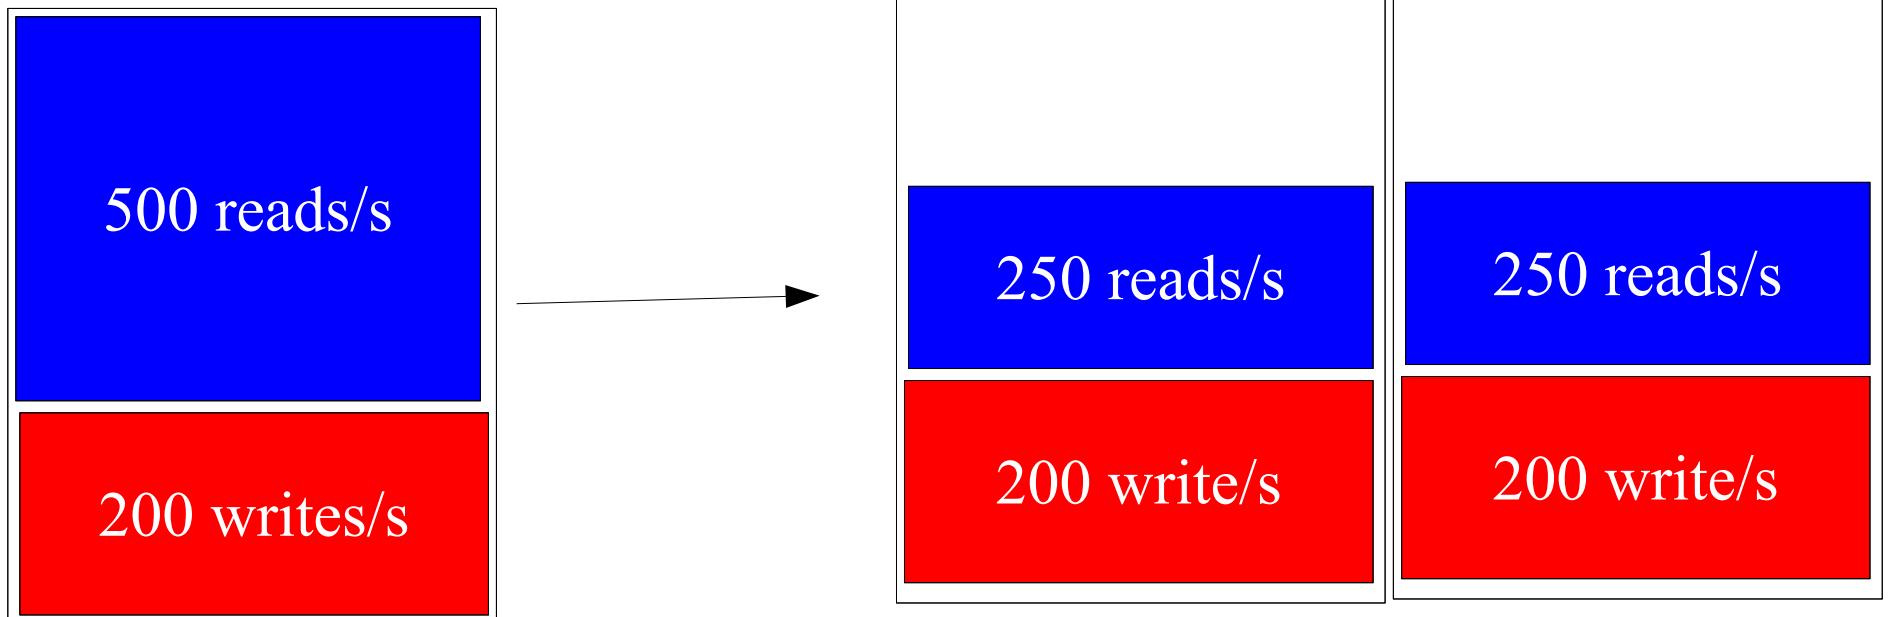 500 reads/s
200 writes/s
250 reads/s
200 write/s
250 reads/s
200 write/s